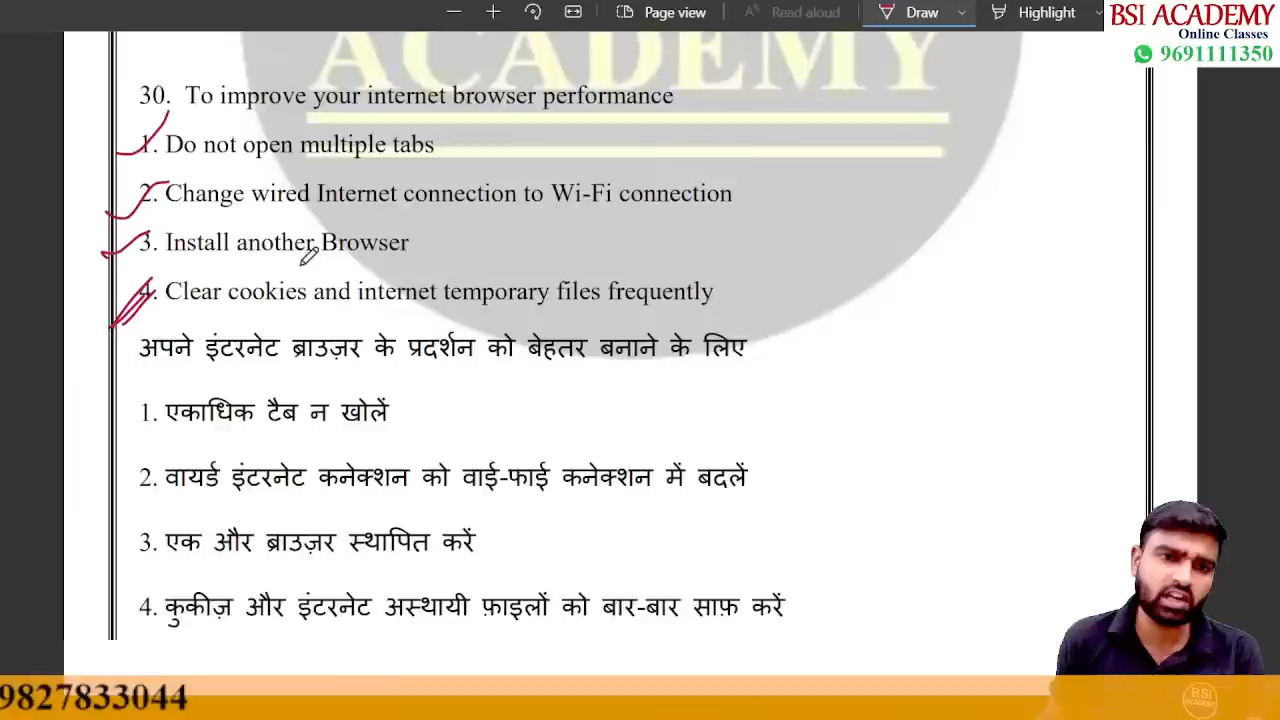 Page view
Read aloud
Draw
Highlight
BSI ACADEMY
Online Classes
9691111350
ACADEMY
30. To improve your internet browser performance
1. Do not open multiple tabs
2. Change wired Internet connection to Wi-Fi connection
3. Install another Browser
4. Clear cookies and internet temporary files frequently
अपने इंटरनेट ब्राउज़र के प्रदर्शन को बेहतर बनाने के लिए
1. एकाधिक टैब न खोलें
2. वायर्ड इंटरनेट कनेक्शन को वाई-फाई कनेक्शन में बदलें
3. एक और ब्राउज़र स्थापित करें
4. कुकीज़ और इंटरनेट अस्थायी फ़ाइलों को बार-बार साफ़ करें
9827833044
BSI
ACADEMY